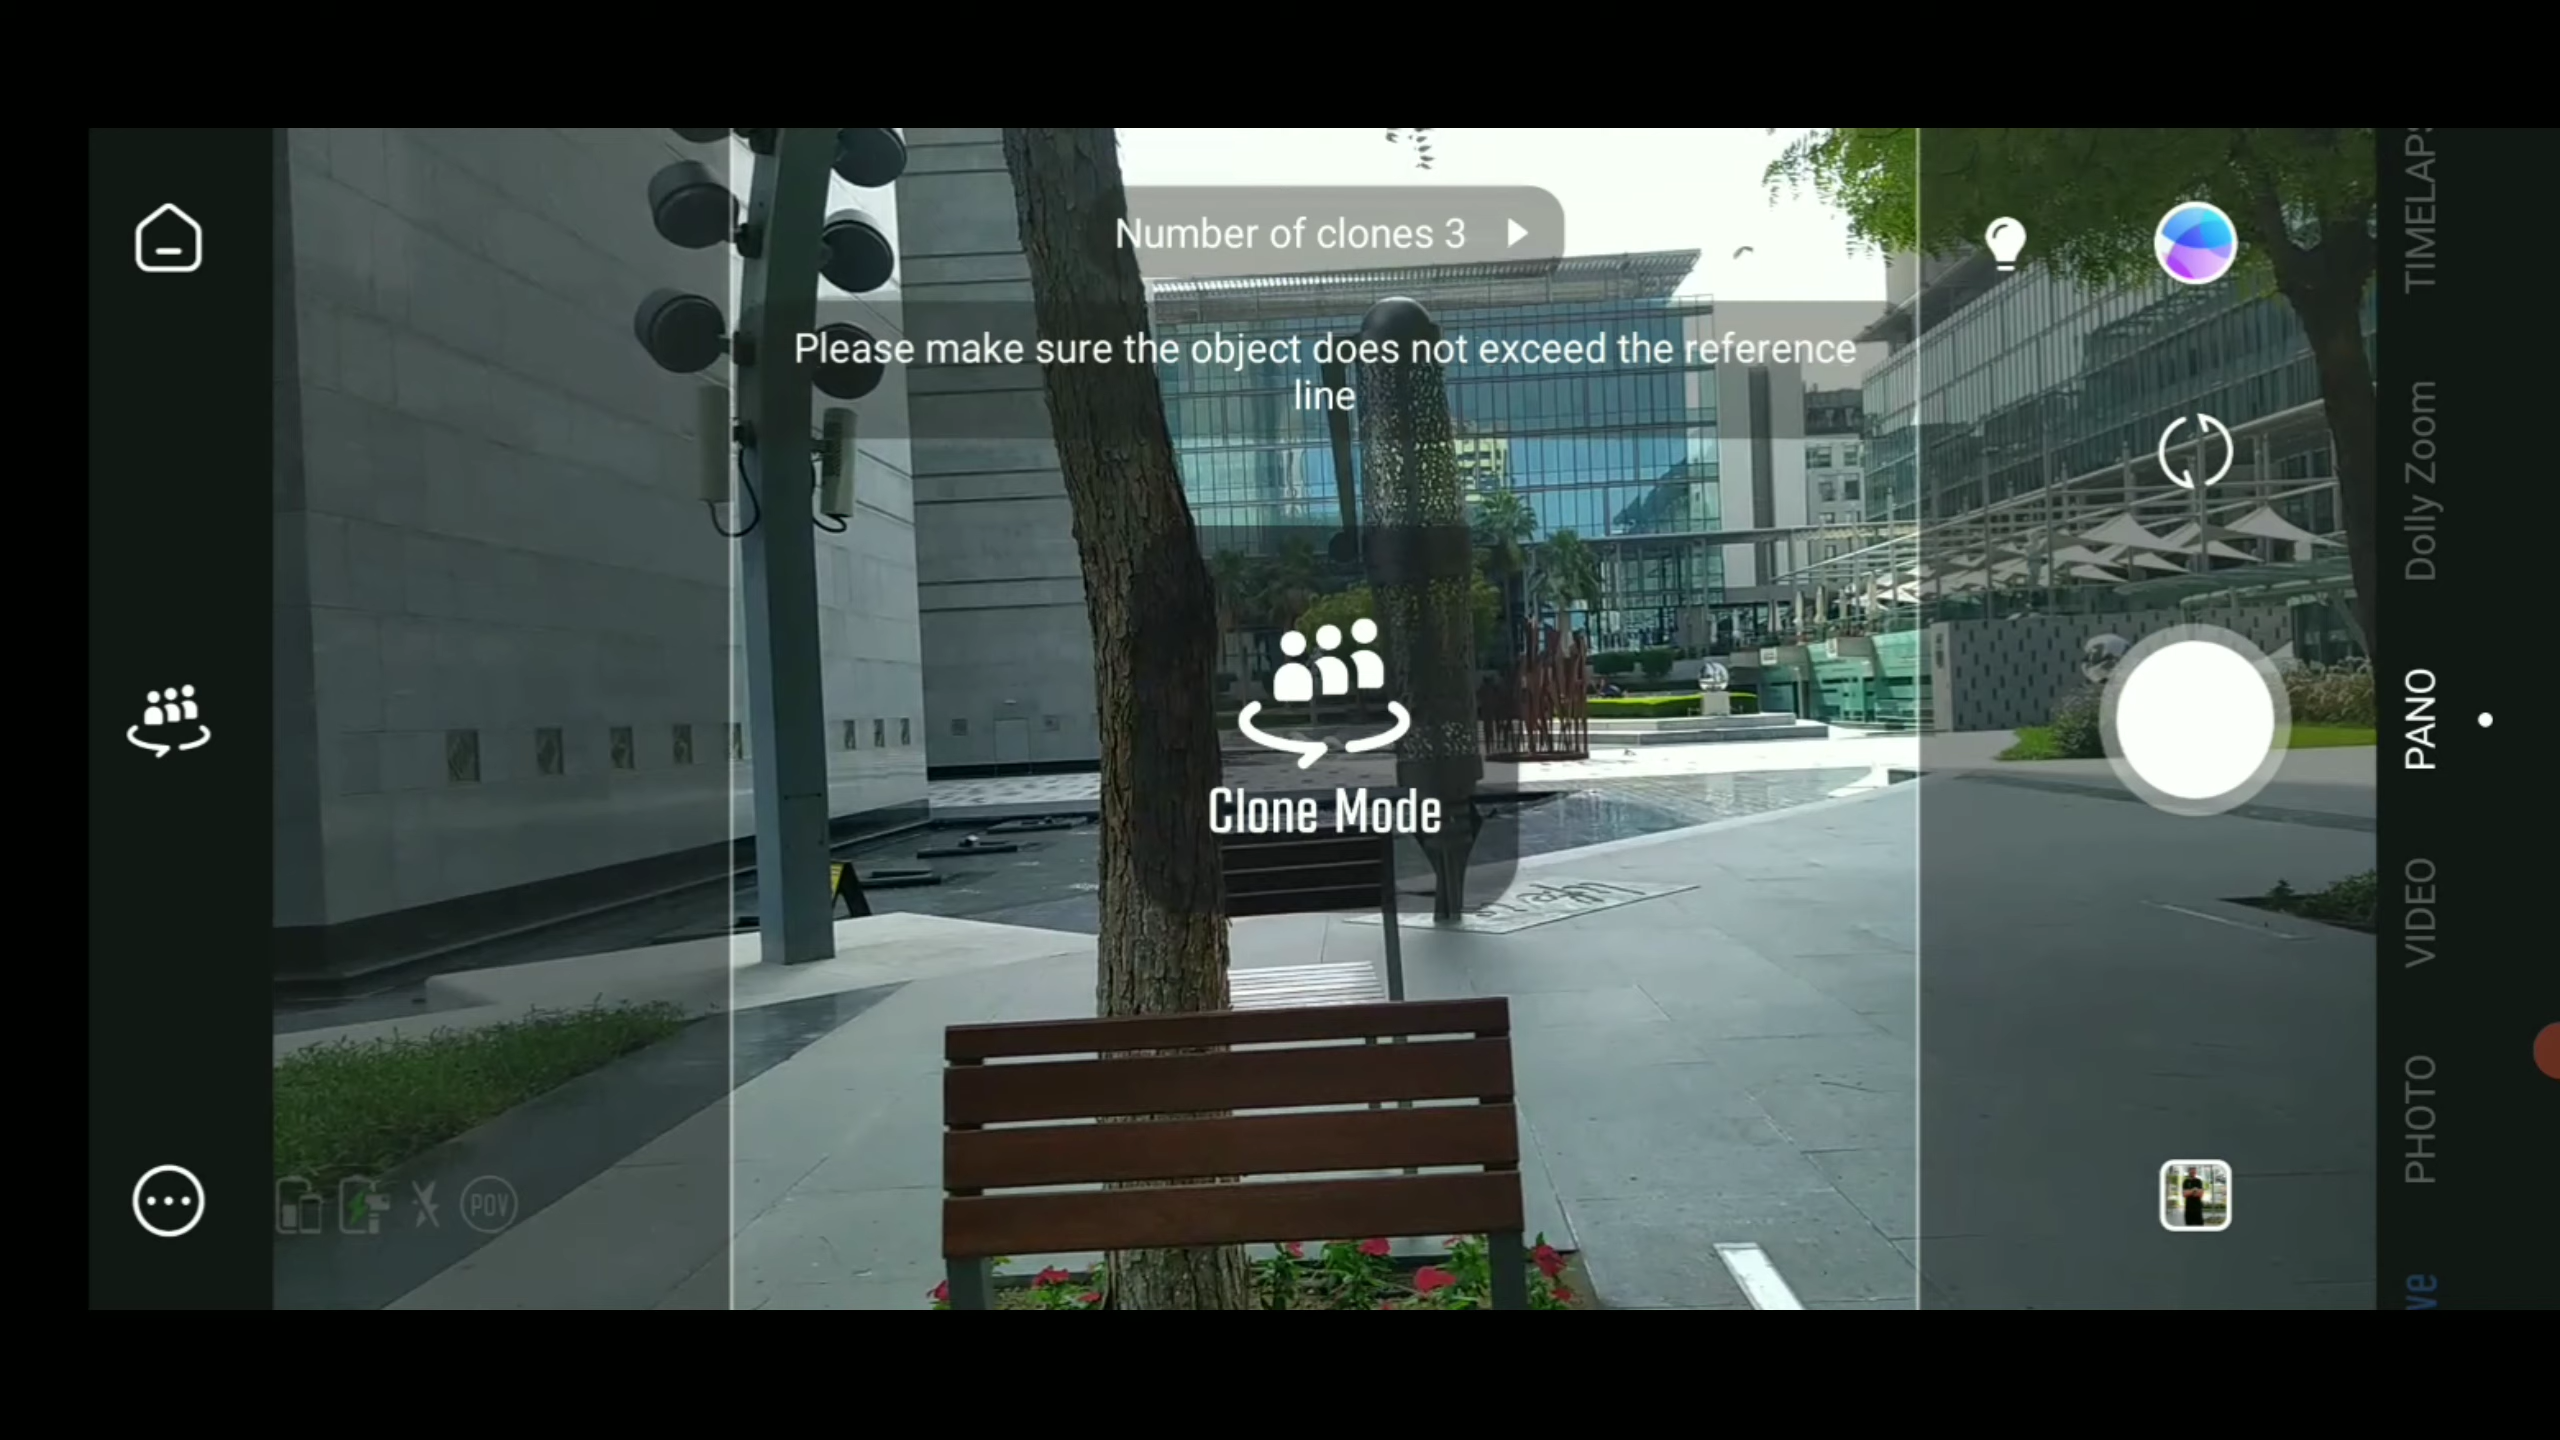 Number of clones 3
Please make sure the object does not exceed the reference
line
Clone Mode
POV
TIMELAPS
Dolly Zoom
PANO
VIDEO
PHOTO
ve